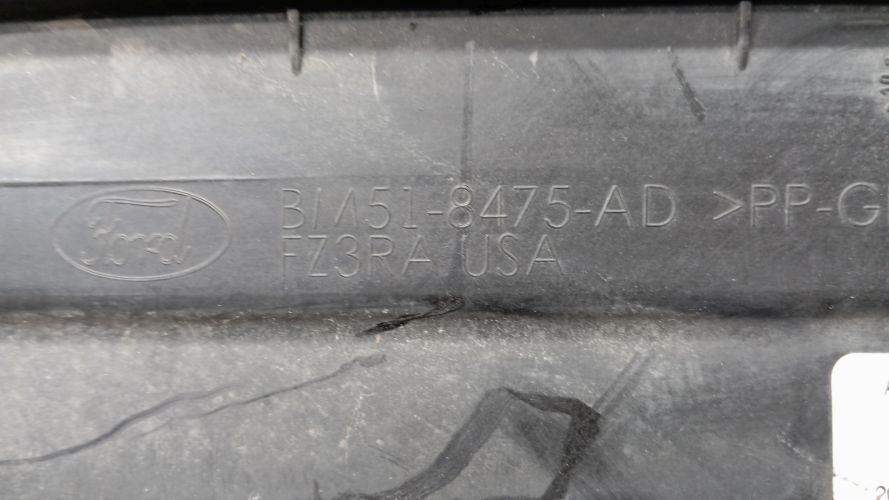 Ford BM51-8475-AD >PP-G
FZ3RA USA